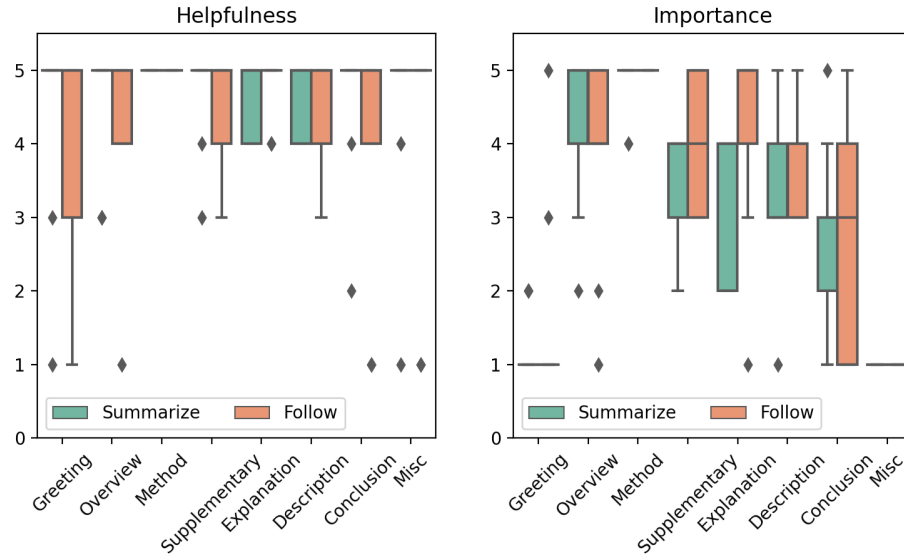 Helpfulness
5
4
3
2
1
0
Summarize
Follow
Greeting
Overview
Method
Supplementary
Explanation
Description
Conclusion
Misc
Importance
5
4
3
2
1
0
Summarize
Follow
Greeting
Overview
Method
Supplementary
Explanation
Description
Conclusion
Misc